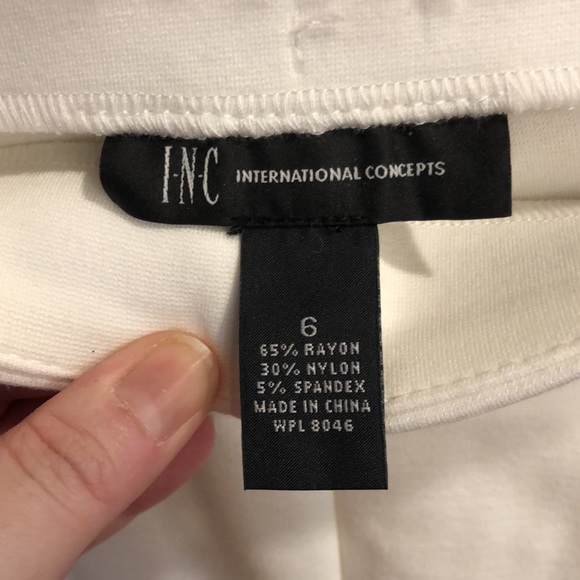 I·N·C INTERNATIONAL CONCEPTS
6
65% RAYON
30% NYLON
5% SPANDEX
MADE IN CHINA
WPL 8046